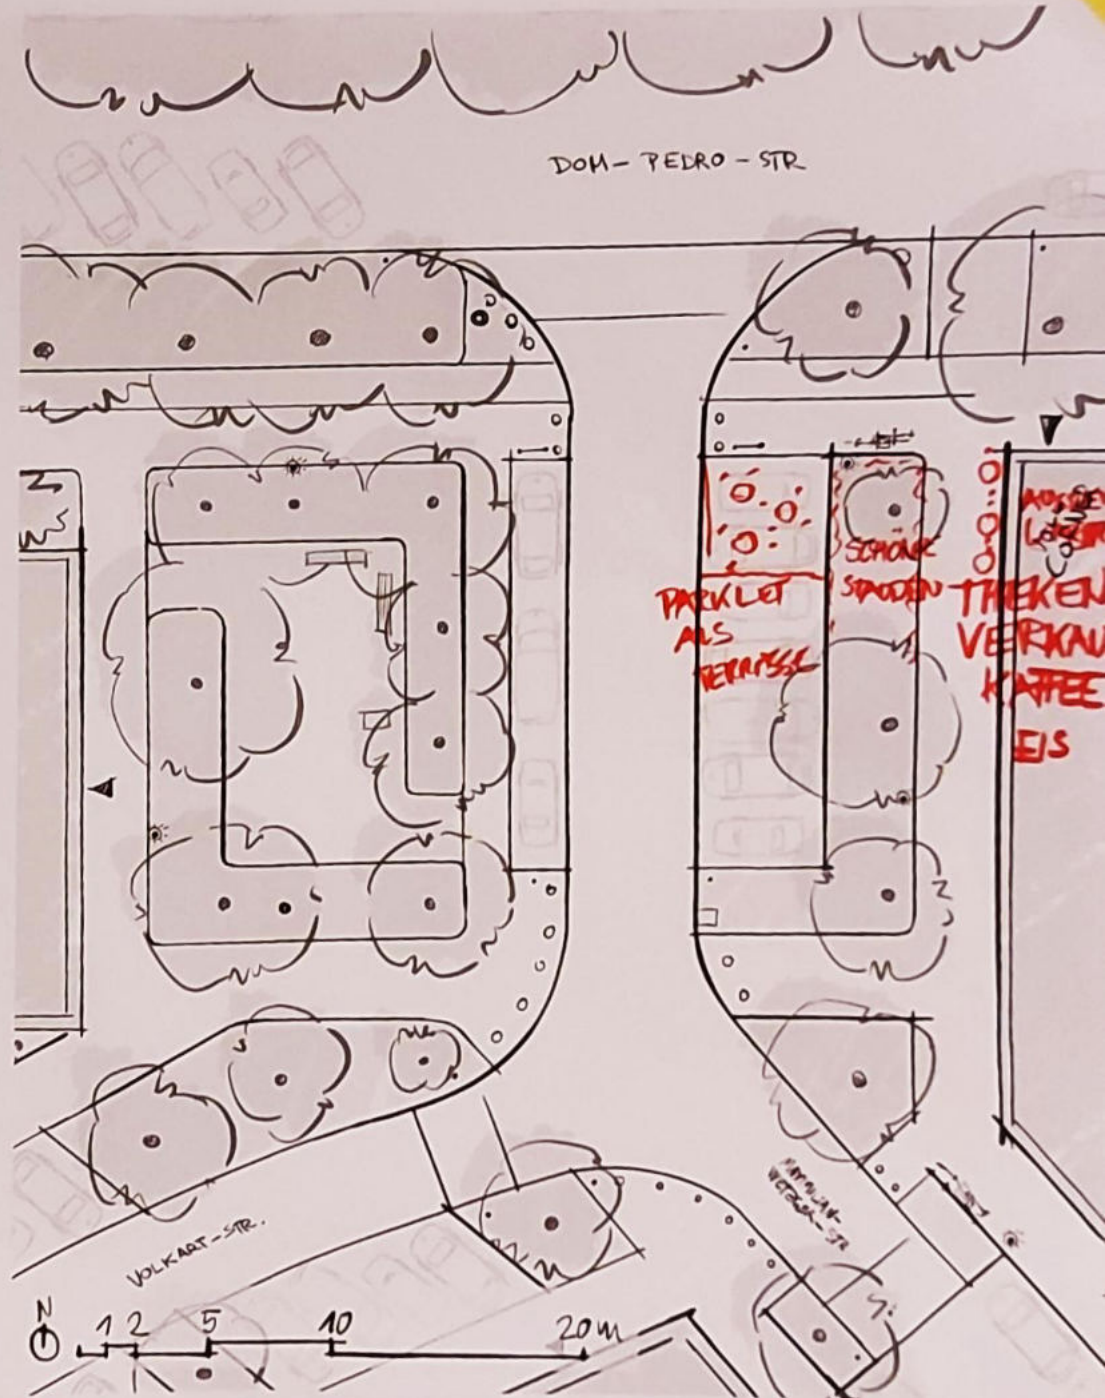 DOM-PEDRO-STR
PARKLET
ALS
TERRASSE
SCHÖNE
STAUDEN
THEKEN
VERKAU
KAFFEE
EIS
VOLKART-STR.
N
1 2 5 10 20m